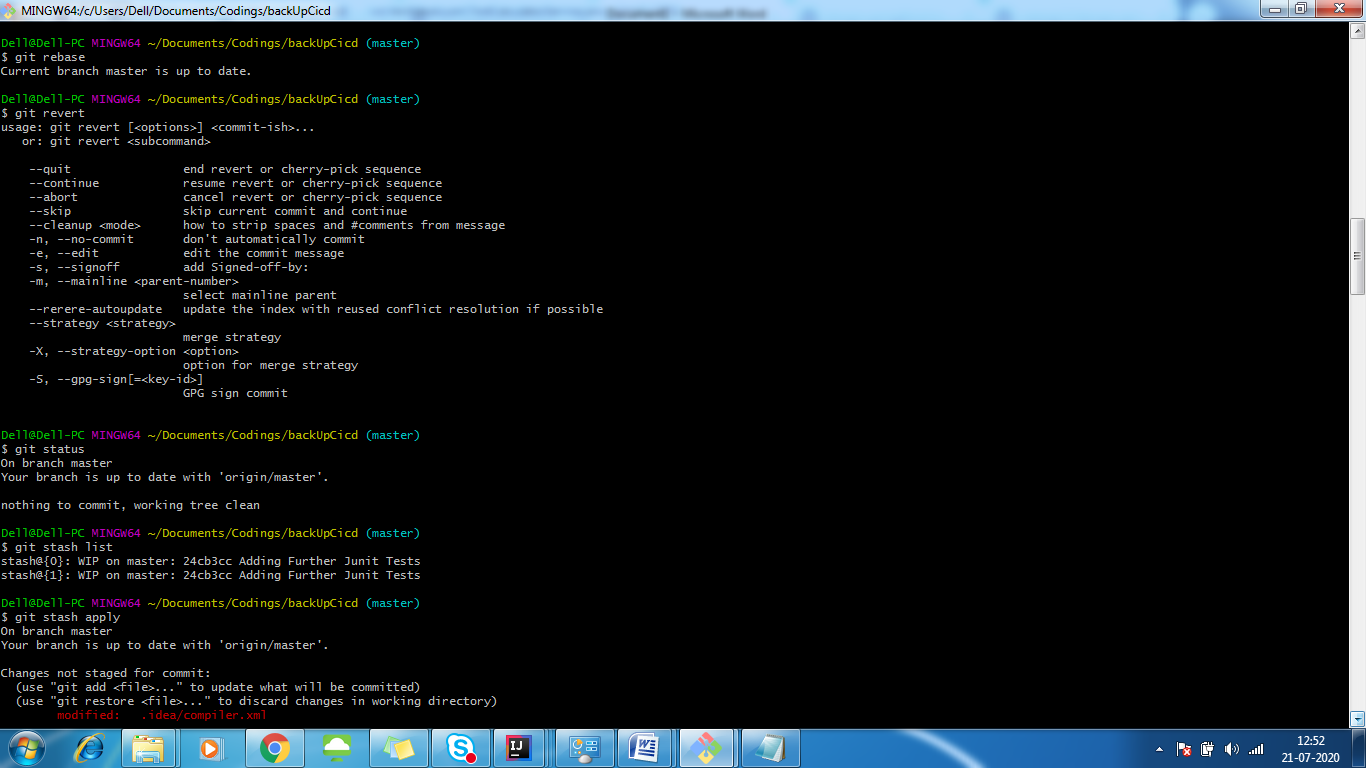 MINGW64:/c/Users/Dell/Documents/Codings/backUpCicd
Dell@Dell-PC MINGW64 ~/Documents/Codings/backUpCicd (master)
$ git rebase
Current branch master is up to date.
Dell@Dell-PC MINGW64 ~/Documents/Codings/backUpCicd (master)
$ git revert
usage: git revert [<options>] <commit-ish>...
   or: git revert <subcommand>
    --quit                end revert or cherry-pick sequence
    --continue            resume revert or cherry-pick sequence
    --abort               cancel revert or cherry-pick sequence
    --skip                skip current commit and continue
    --cleanup <mode>      how to strip spaces and #comments from message
    -n, --no-commit       don't automatically commit
    -e, --edit            edit the commit message
    -s, --signoff         add Signed-off-by:
    -m, --mainline <parent-number>
                          select mainline parent
    --rerere-autoupdate   update the index with reused conflict resolution if possible
    --strategy <strategy>
                          merge strategy
    -X, --strategy-option <option>
                          option for merge strategy
    -S, --gpg-sign[=<key-id>]
                          GPG sign commit
Dell@Dell-PC MINGW64 ~/Documents/Codings/backUpCicd (master)
$ git status
On branch master
Your branch is up to date with 'origin/master'.
nothing to commit, working tree clean
Dell@Dell-PC MINGW64 ~/Documents/Codings/backUpCicd (master)
$ git stash list
stash@{0}: WIP on master: 24cb3cc Adding Further Junit Tests
stash@{1}: WIP on master: 24cb3cc Adding Further Junit Tests
Dell@Dell-PC MINGW64 ~/Documents/Codings/backUpCicd (master)
$ git stash apply
On branch master
Your branch is up to date with 'origin/master'.
Changes not staged for commit:
  (use "git add <file>..." to update what will be committed)
  (use "git restore <file>..." to discard changes in working directory)
        modified:   .idea/compiler.xml
12:52
21-07-2020